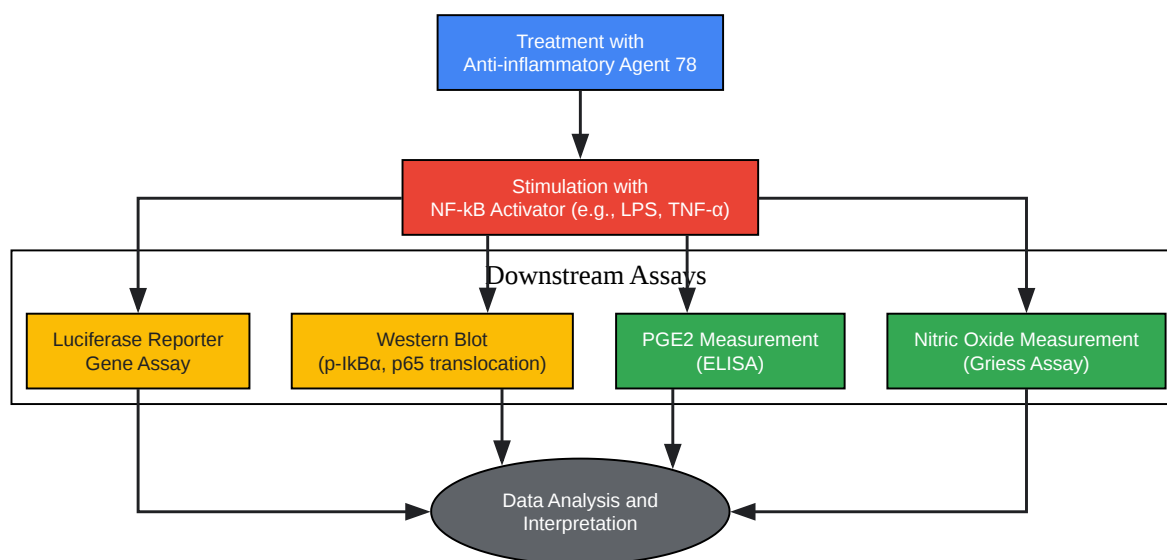 Treatment with
Anti-inflammatory Agent 78
Stimulation with
NF-kB Activator (e.g., LPS, TNF-α)
Downstream Assays
Luciferase Reporter
Gene Assay
Western Blot
(p-IkBα, p65 translocation)
PGE2 Measurement
(ELISA)
Nitric Oxide Measurement
(Griess Assay)
Data Analysis and
Interpretation